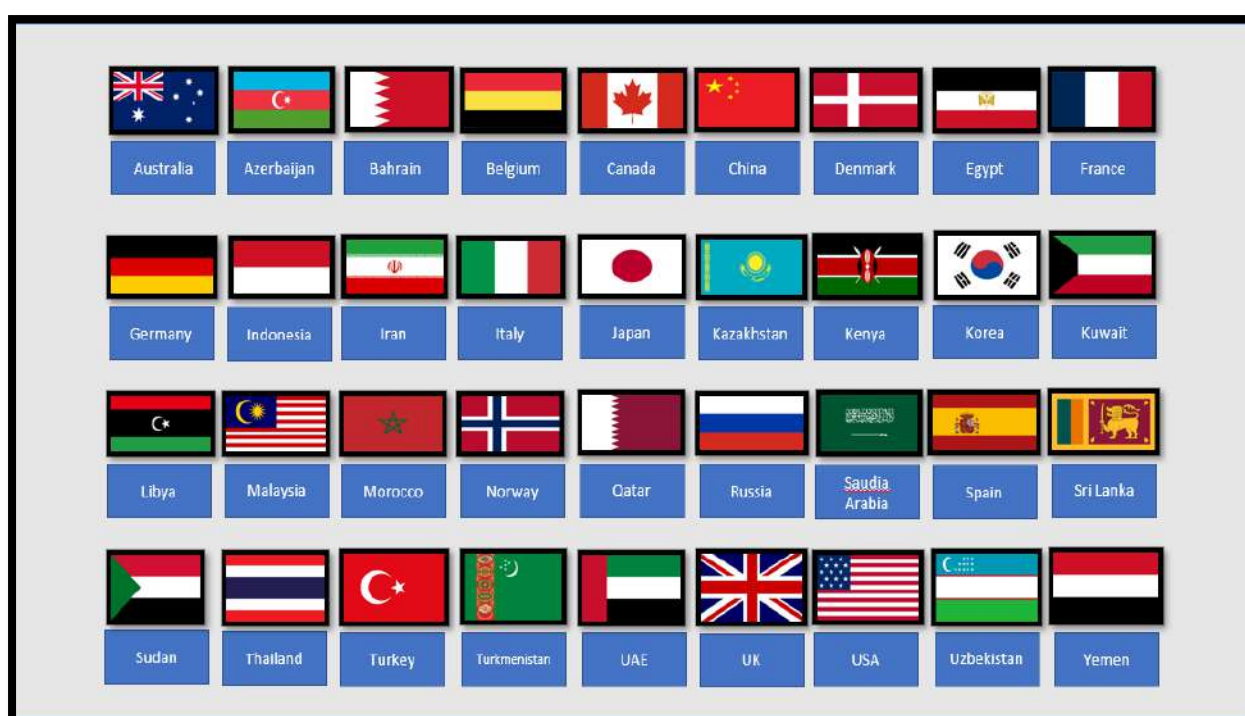 Australia
Azerbaijan
Bahrain
Belgium
Canada
China
Denmark
Egypt
France
Germany
Indonesia
Iran
Italy
Japan
Kazakhstan
Kenya
Korea
Kuwait
Libya
Malaysia
Morocco
Norway
Qatar
Russia
Saudia
Arabia
Spain
Sri Lanka
Sudan
Thailand
Turkey
Turkmenistan
UAE
UK
USA
Uzbekistan
Yemen